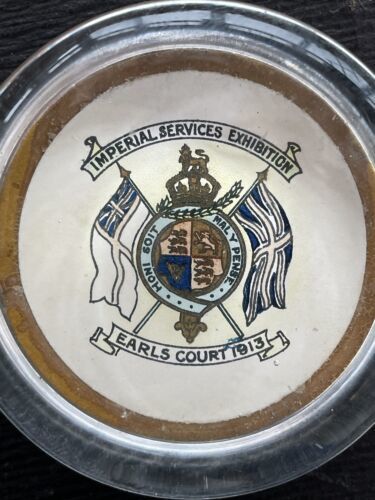 IMPERIAL SERVICES EXHIBITION
HONI SOIT
MAL Y PENSE
EARLS COURT 1913